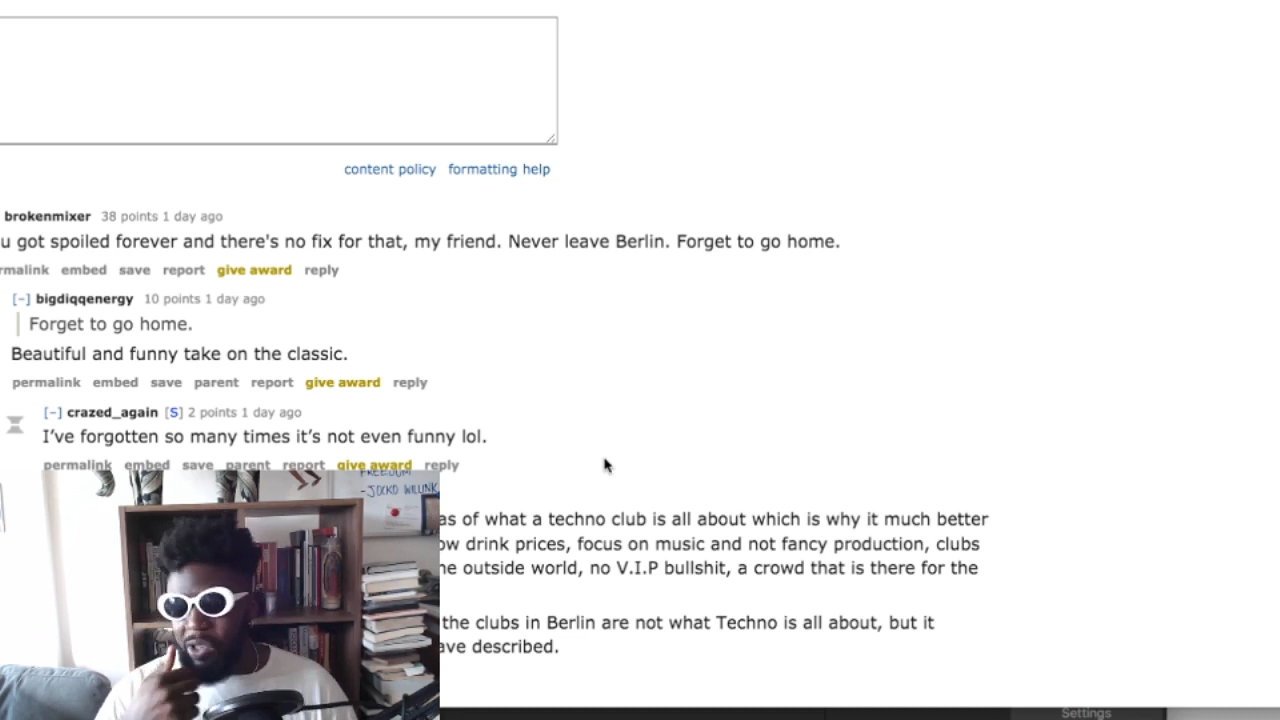 content policy formatting help
brokenmixer 38 points 1 day ago
u got spoiled forever and there's no fix for that, my friend. Never leave Berlin. Forget to go home.
rmalink embed save report give award reply
[-] bigdiqqenergy 10 points 1 day ago
Forget to go home.
Beautiful and funny take on the classic.
permalink embed save parent report give award reply
[-] crazed_again [S] 2 points 1 day ago
I've forgotten so many times it's not even funny lol.
permalink embed save parent report give award reply
FREEDOM
-JOCKO WILLINK
as of what a techno club is all about which is why it much better
ow drink prices, focus on music and not fancy production, clubs
he outside world, no V.I.P bullshit, a crowd that is there for the
the clubs in Berlin are not what Techno is all about, but it
ave described.
Settings